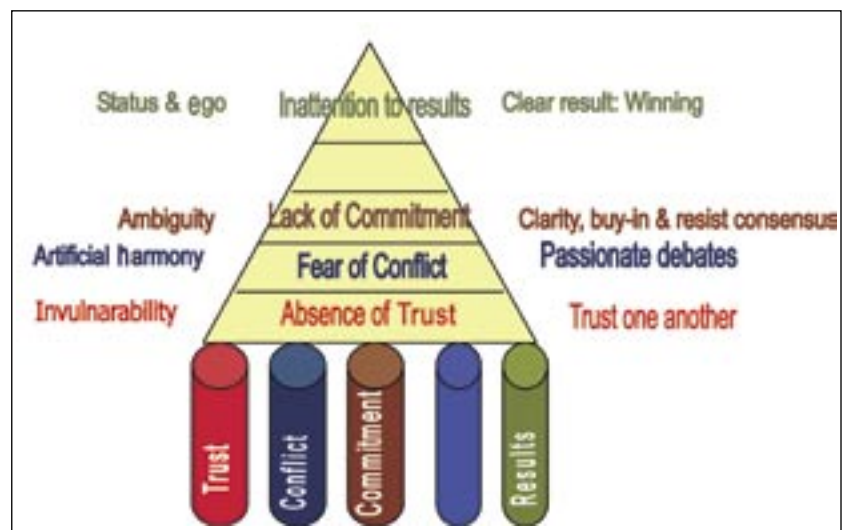 Status & ego Inattention to results Clear result: Winning
Ambiguity Lack of Commitment Clarity, buy-in & resist consensus
Artificial harmony Fear of Conflict Passionate debates
Invulnarability Absence of Trust Trust one another
Trust
Conflict
Commitment
Results